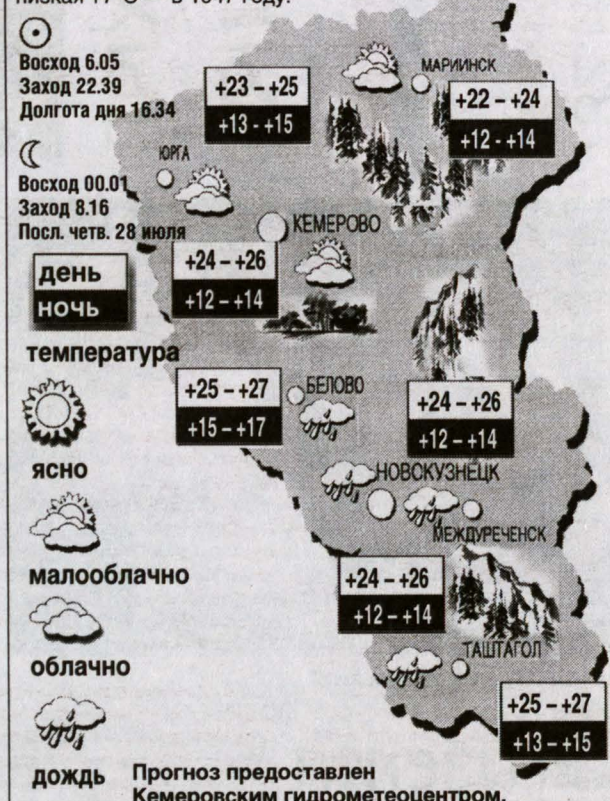 Восход 6.05
Заход 22.39
Долгота дня 16.34
Восход 00.01
Заход 8.16
Посл. четв. 28 июля
день
ночь
температура
ясно
малооблачно
облачно
дождь
МАРИИНСК
+23 – +25
+13 - +15
+22 – +24
+12 - +14
ЮРГА
КЕМЕРОВО
+24 – +26
+12 – +14
БЕЛОВО
+25 – +27
+15 – +17
+24 – +26
+12 – +14
НОВОКУЗНЕЦК
МЕЖДУРЕЧЕНСК
+24 – +26
+12 – +14
ТАШТАГОЛ
+25 – +27
+13 – +15
Прогноз предоставлен
Кемеровским гидрометеоцентром.